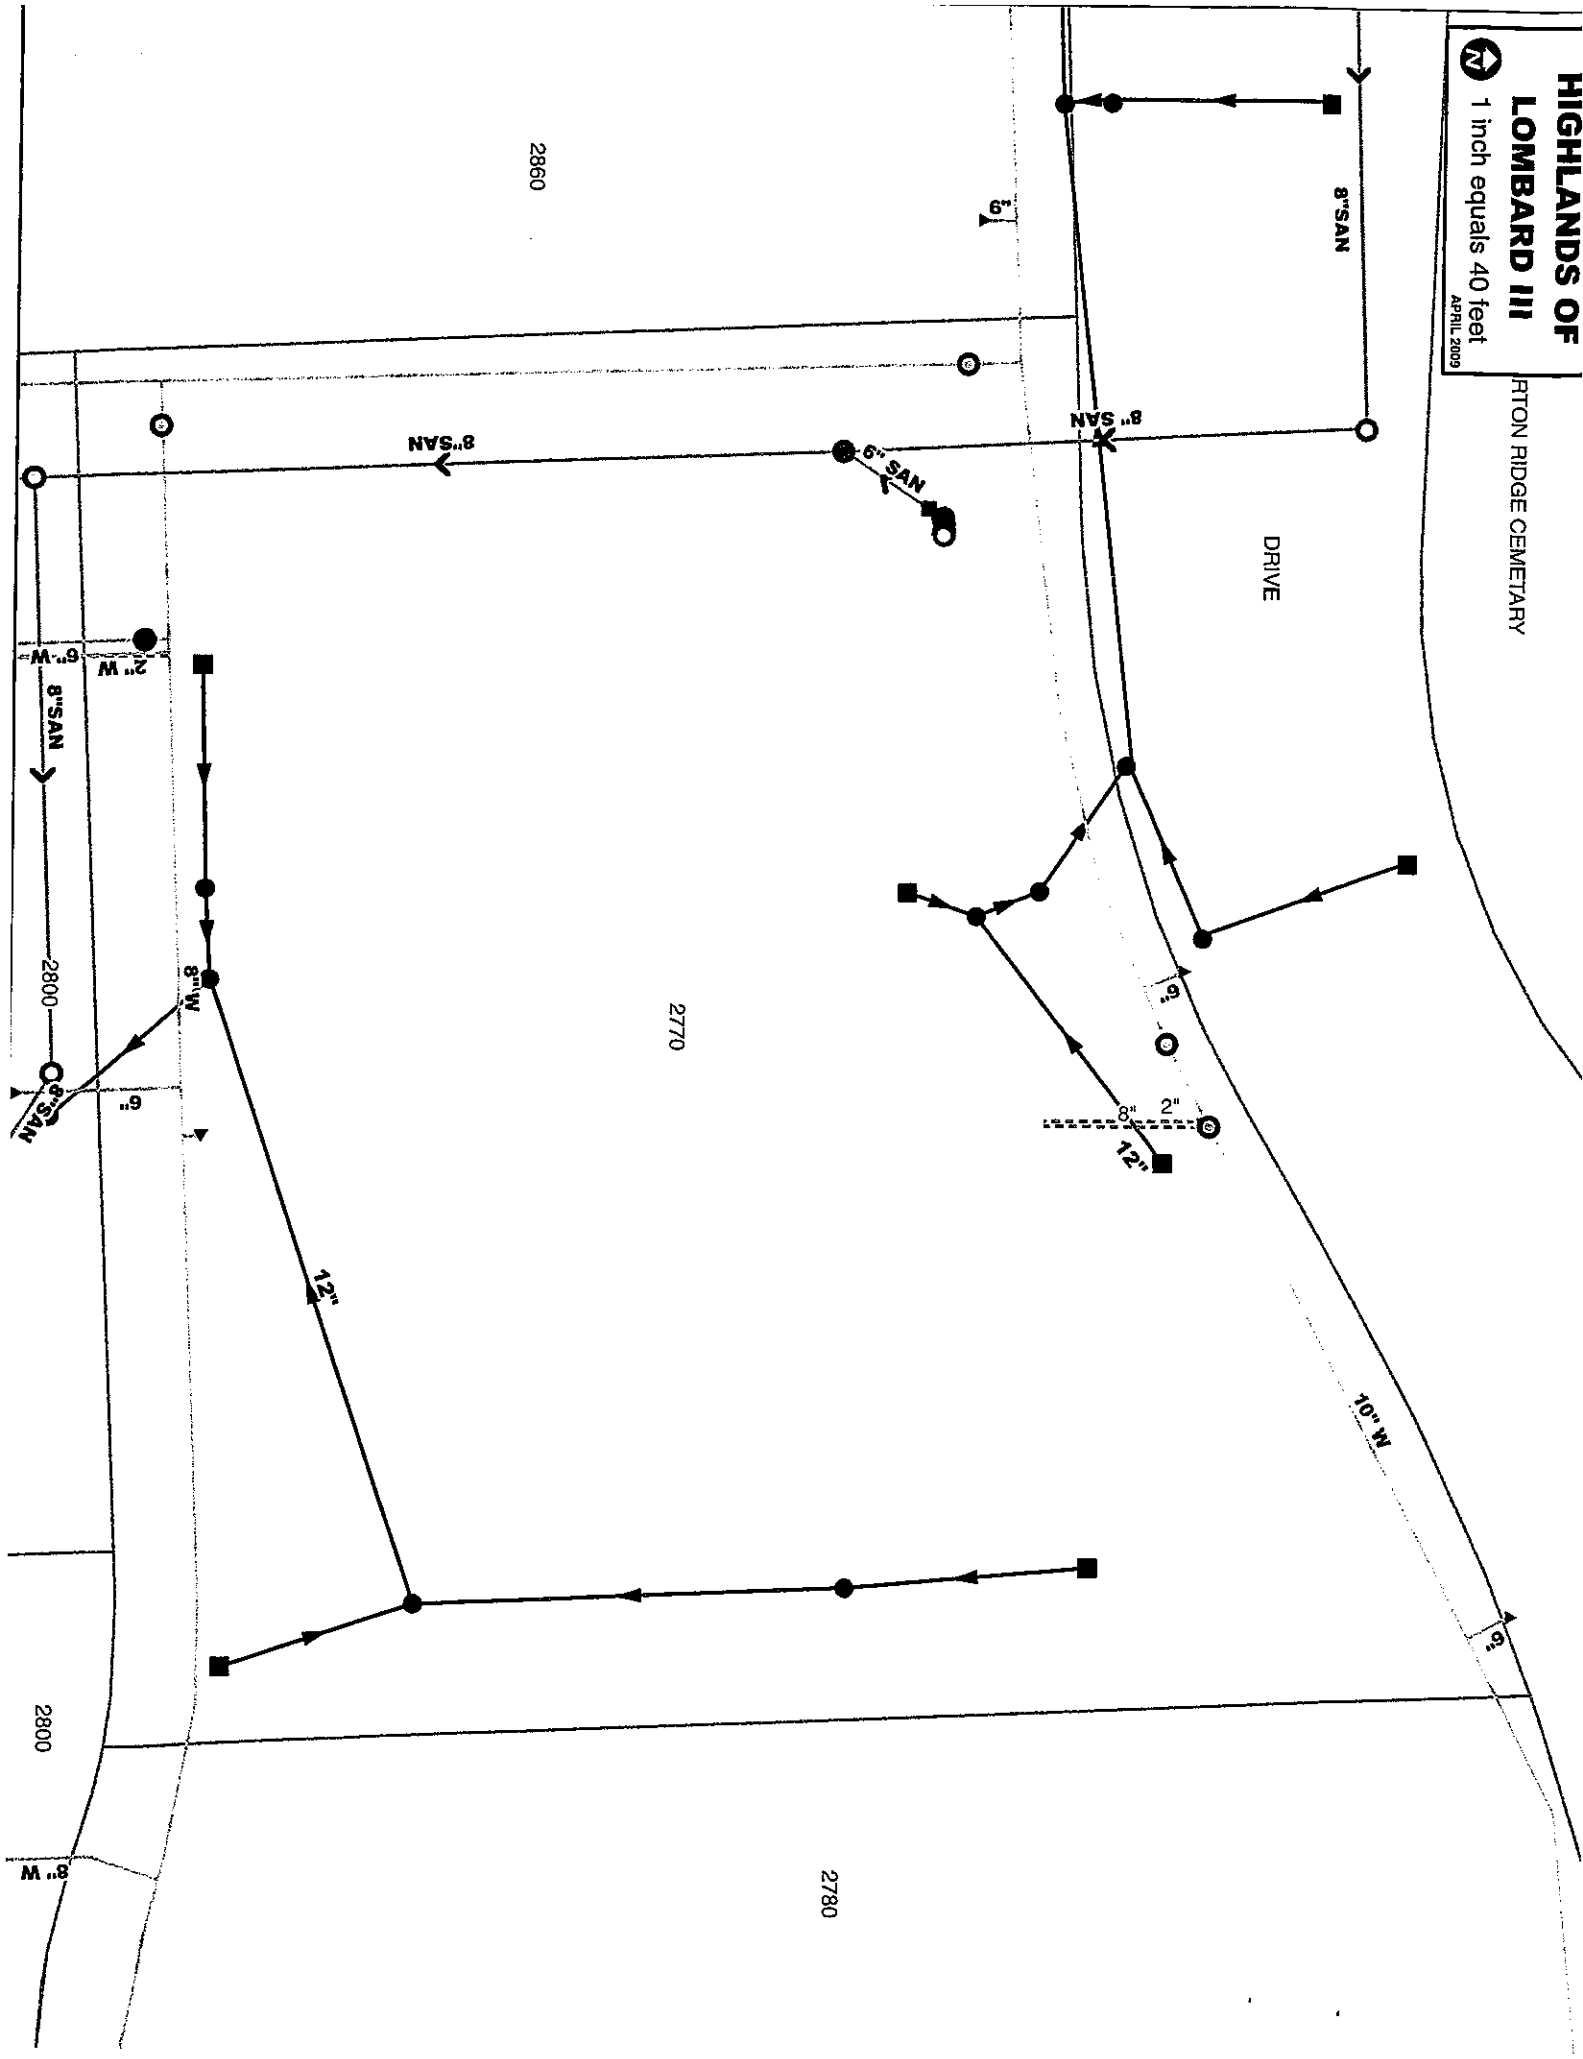 HIGHLANDS OF
LOMBARD III
N
1 inch equals 40 feet
APRIL 2009
RTON RIDGE CEMETARY
DRIVE
8"SAN
6"
2860
8" SAN
8"SAN
6" SAN
6" W
2" W
8"SAN
2800
8" W
8"SAN
6"
2770
6"
8"
2"
12"
12"
10" W
6"
2800
8" W
2780